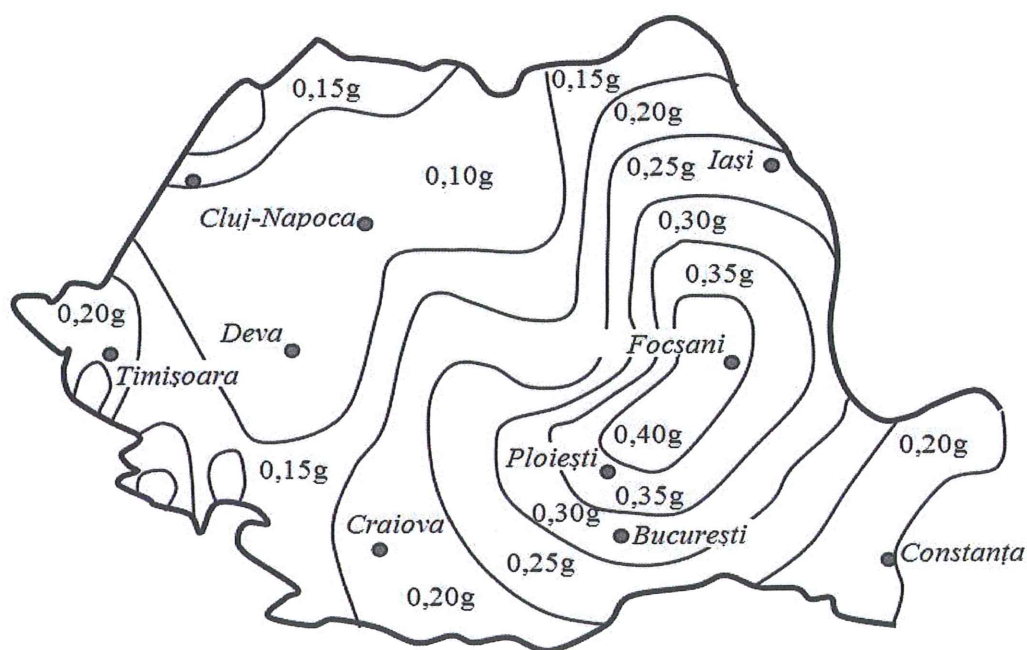 0,15g
0,15g
0,20g
Iași
0,25g
0,10g
Cluj-Napoca
0,30g
0,35g
0,20g
Deva
Focșani
Timișoara
0,40g
0,20g
Ploiești
0,15g
0,35g
0,30g
Craiova
București
Constanța
0,25g
0,20g